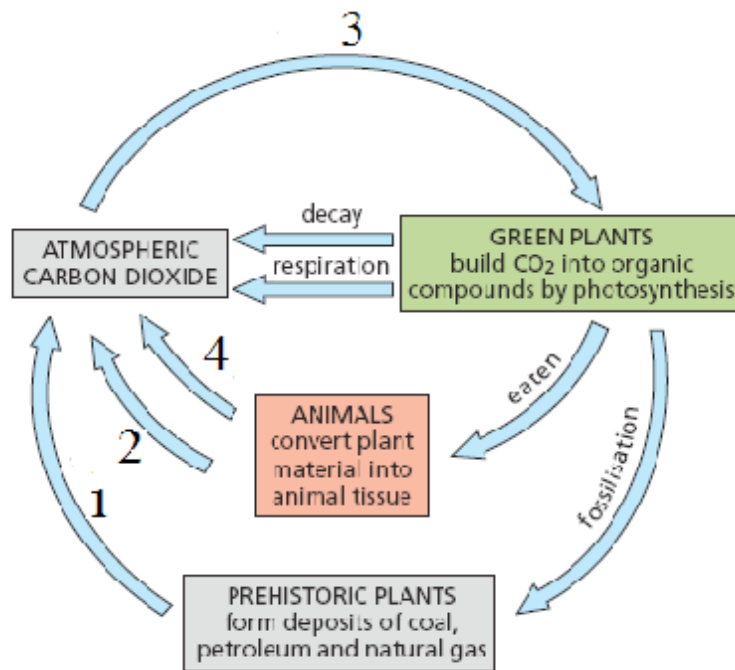 3
decay
ATMOSPHERIC
CARBON DIOXIDE
respiration
GREEN PLANTS
build CO₂ into organic
compounds by photosynthesis
4
eaten
ANIMALS
convert plant
material into
animal tissue
2
1
fossilisation
PREHISTORIC PLANTS
form deposits of coal,
petroleum and natural gas